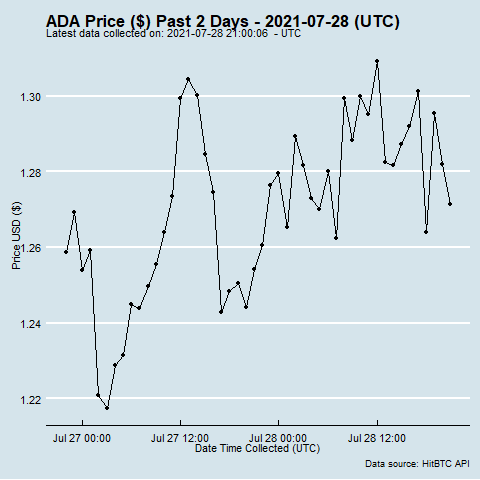 ADA Price ($) Past 2 Days - 2021-07-28 (UTC)
Latest data collected on: 2021-07-28 21:00:06  - UTC
Price USD ($)
1.30
1.28
1.26
1.24
1.22
Jul 27 00:00 Jul 27 12:00 Jul 28 00:00 Jul 28 12:00
Date Time Collected (UTC)
Data source: HitBTC API